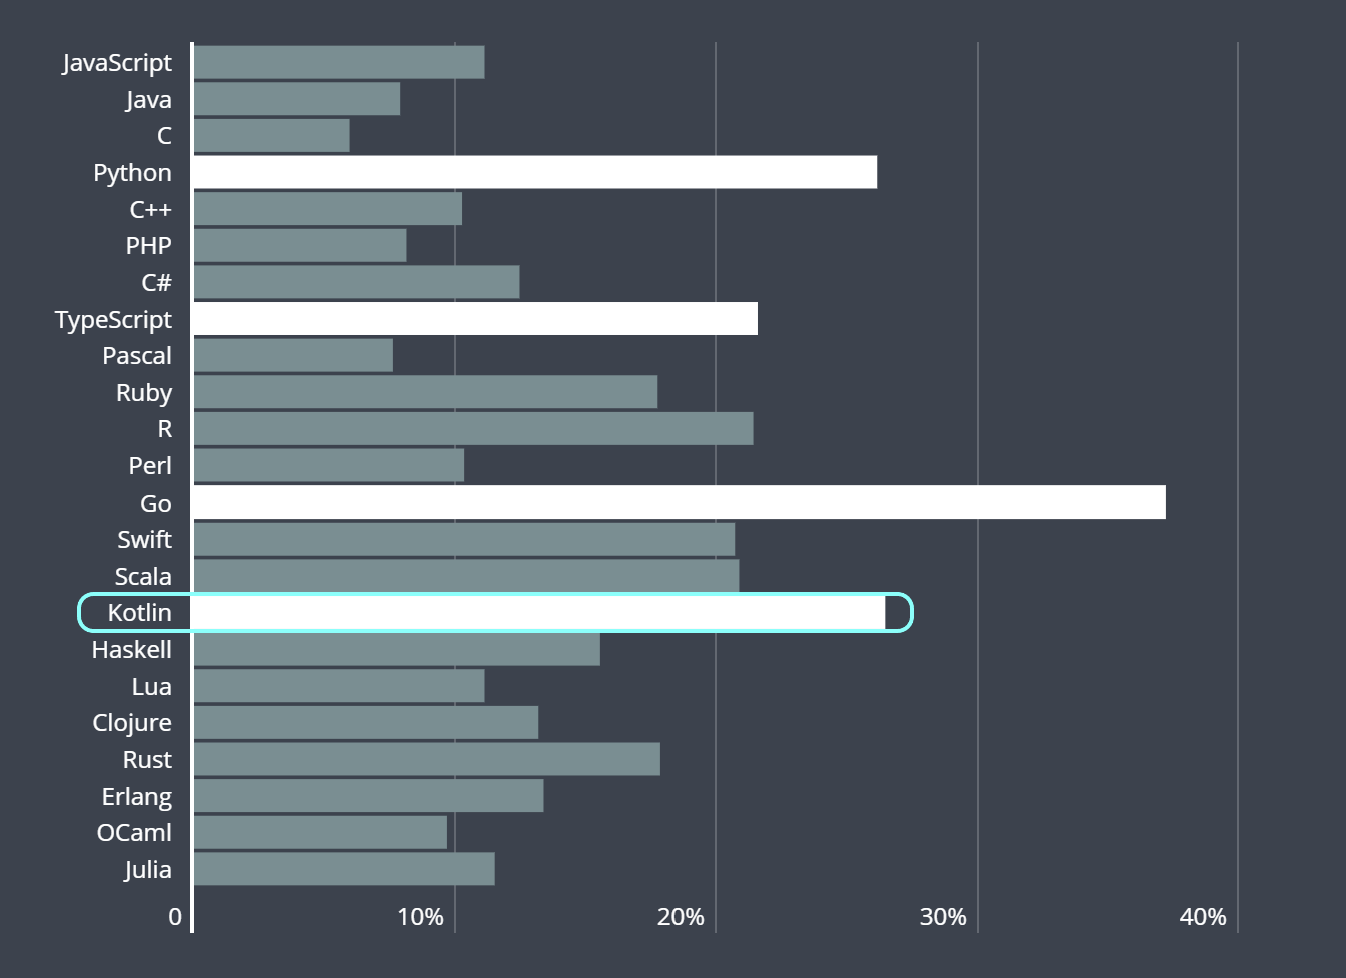 JavaScript
Java
C
Python
C++
PHP
C#
TypeScript
Pascal
Ruby
R
Perl
Go
Swift
Scala
Kotlin
Haskell
Lua
Clojure
Rust
Erlang
OCaml
Julia
0 10% 20% 30% 40%